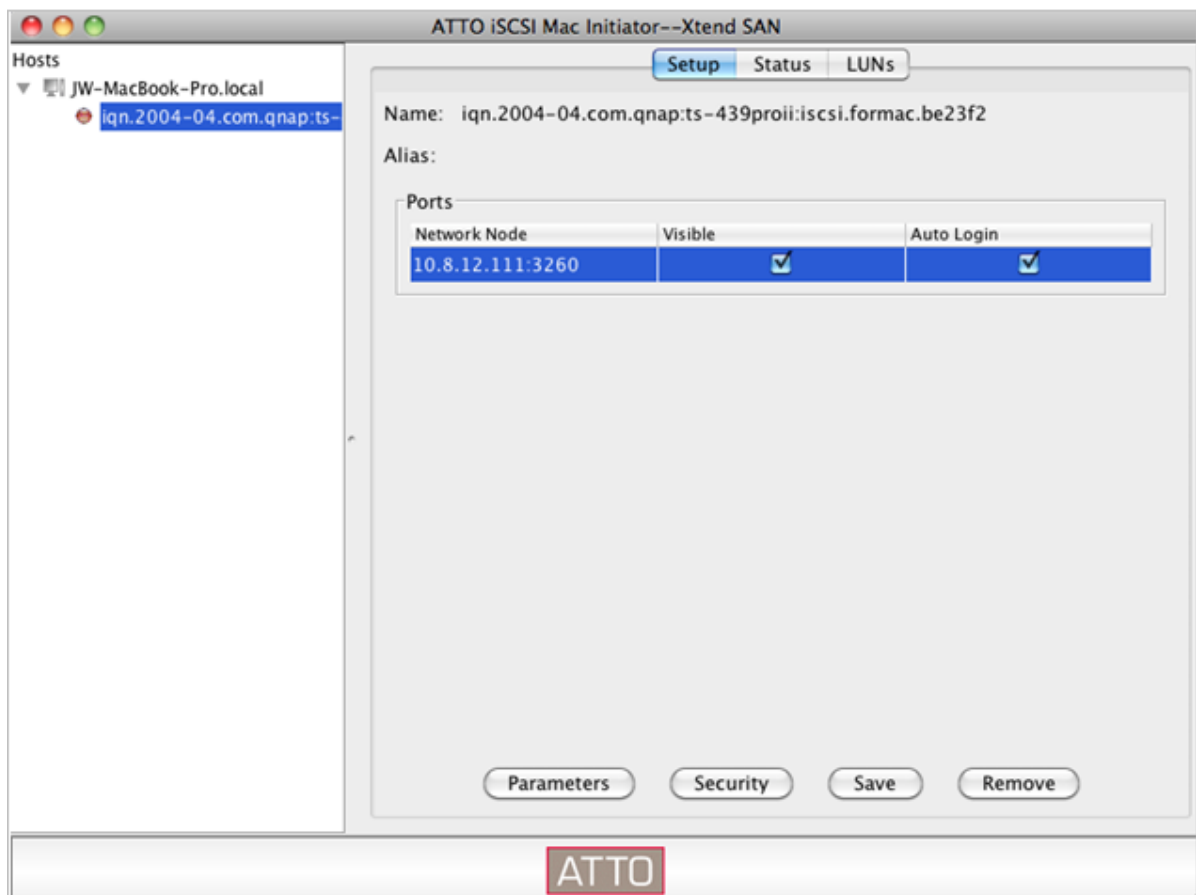 ATTO iSCSI Mac Initiator--Xtend SAN
Hosts
JW-MacBook-Pro.local
iqn.2004-04.com.qnap:ts-
Setup Status LUNs
Name: iqn.2004-04.com.qnap:ts-439proii:iscsi.formac.be23f2
Alias:
Ports
Network Node Visible Auto Login
10.8.12.111:3260
Parameters Security Save Remove
ATTO